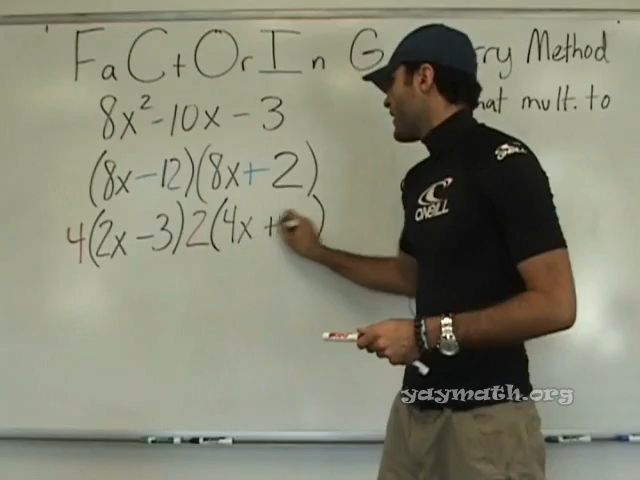 FaCtOrIn G rry Method
8x² - 10x - 3 hat mult. to
(8x - 12)(8x + 2)
4(2x - 3)2(4x + )
O'NEILL
yaymath.org